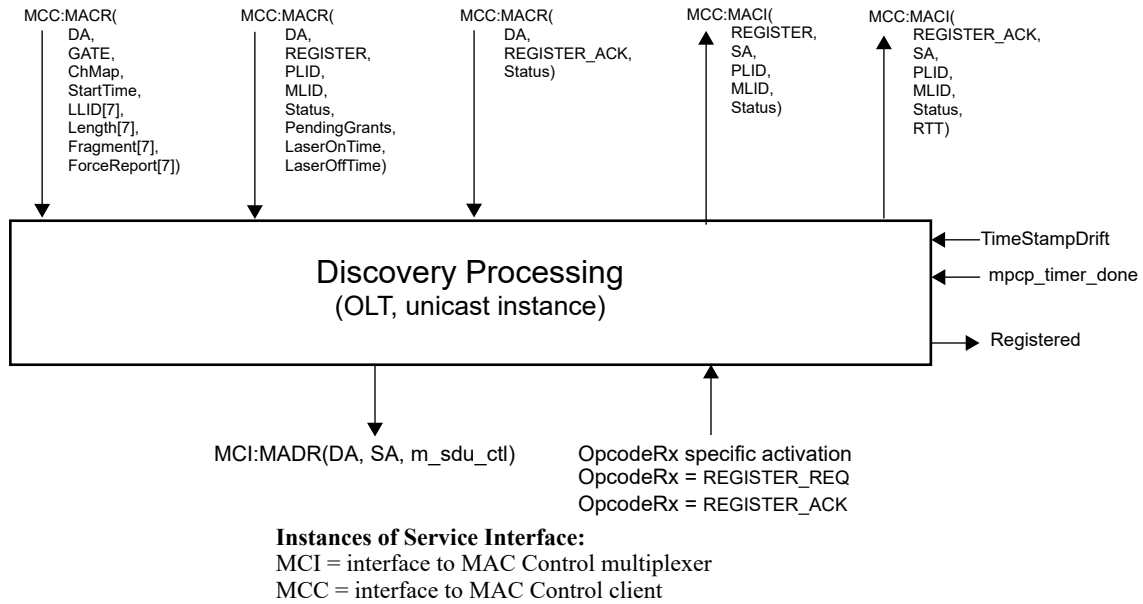 MCC:MACR(
DA,
GATE,
ChMap,
StartTime,
LLID[7],
Length[7],
Fragment[7],
ForceReport[7])
MCC:MACR(
DA,
REGISTER,
PLID,
MLID,
Status,
PendingGrants,
LaserOnTime,
LaserOffTime)
MCC:MACR(
DA,
REGISTER_ACK,
Status)
MCC:MACI(
REGISTER,
SA,
PLID,
MLID,
Status)
MCC:MACI(
REGISTER_ACK,
SA,
PLID,
MLID,
Status,
RTT)
Discovery Processing
(OLT, unicast instance)
TimeStampDrift
mpcp_timer_done
Registered
MCI:MADR(DA, SA, m_sdu_ctl)
OpcodeRx specific activation
OpcodeRx = REGISTER_REQ
OpcodeRx = REGISTER_ACK
Instances of Service Interface:
MCI = interface to MAC Control multiplexer
MCC = interface to MAC Control client